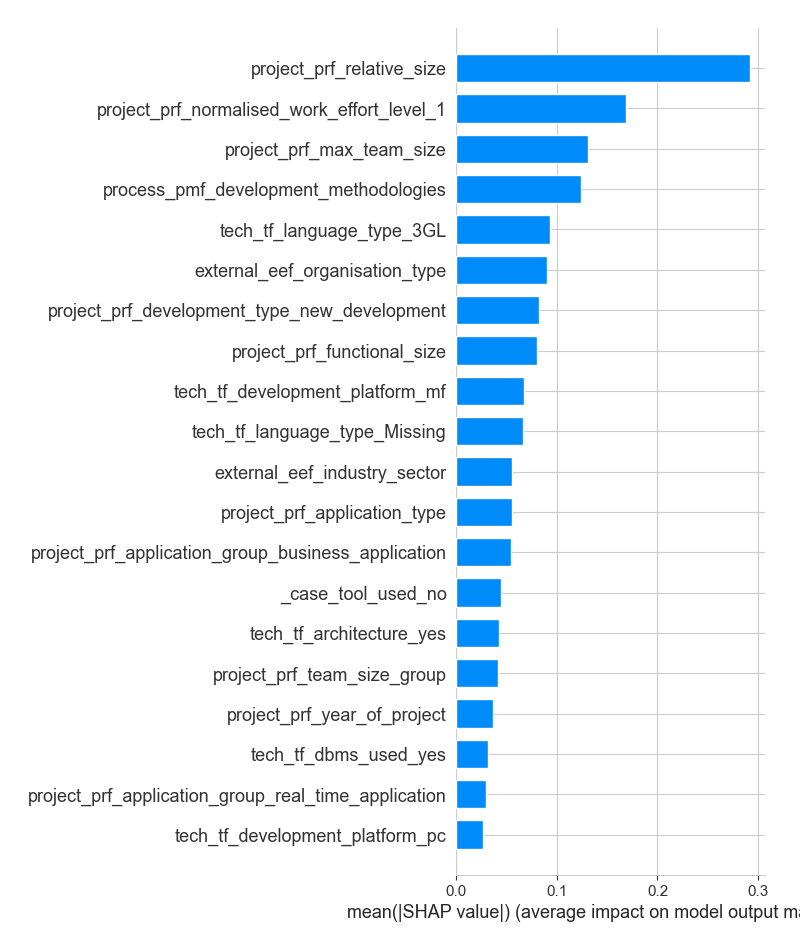 project_prf_relative_size
project_prf_normalised_work_effort_level_1
project_prf_max_team_size
process_pmf_development_methodologies
tech_tf_language_type_3GL
external_eef_organisation_type
project_prf_development_type_new_development
project_prf_functional_size
tech_tf_development_platform_mf
tech_tf_language_type_Missing
external_eef_industry_sector
project_prf_application_type
project_prf_application_group_business_application
_case_tool_used_no
tech_tf_architecture_yes
project_prf_team_size_group
project_prf_year_of_project
tech_tf_dbms_used_yes
project_prf_application_group_real_time_application
tech_tf_development_platform_pc
0.0 0.1 0.2 0.3
mean(|SHAP value|) (average impact on model output ma